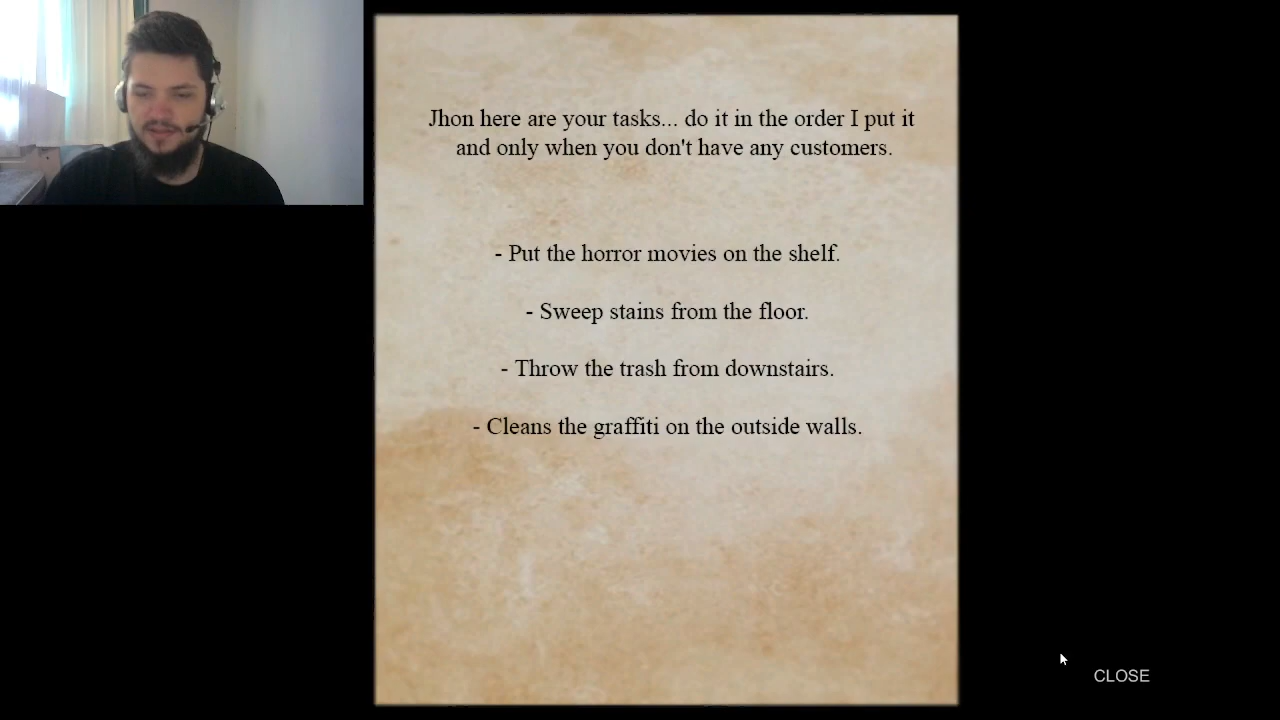 Jhon here are your tasks... do it in the order I put it
and only when you don't have any customers.
- Put the horror movies on the shelf.
- Sweep stains from the floor.
- Throw the trash from downstairs.
- Cleans the graffiti on the outside walls.
CLOSE